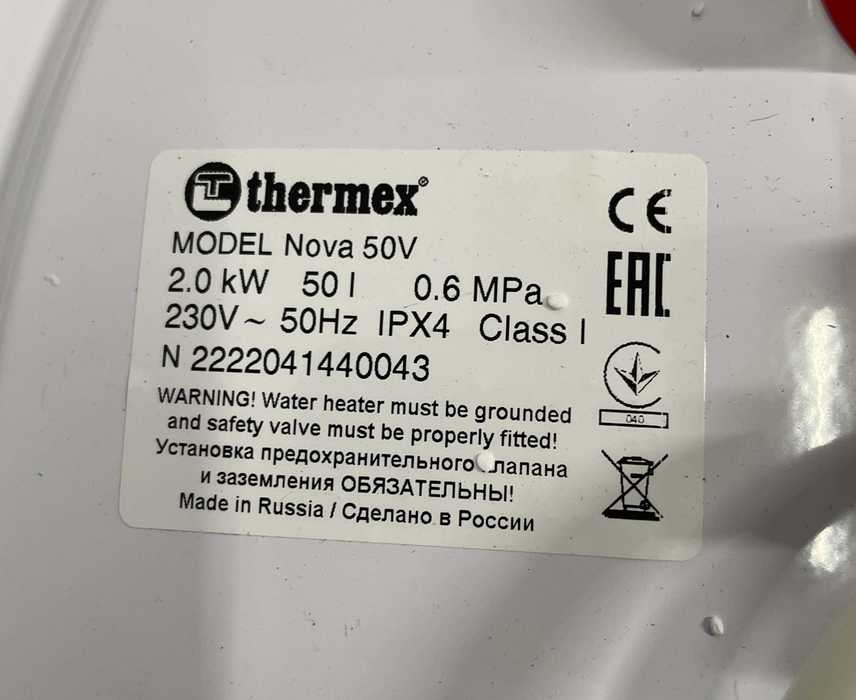 thermex®
MODEL Nova 50V
2.0 kW 50 l 0.6 MPa
230V ~ 50Hz IPX4 Class I
N 2222041440043
WARNING! Water heater must be grounded
and safety valve must be properly fitted!
Установка предохранительного клапана
и заземления ОБЯЗАТЕЛЬНЫ!
Made in Russia / Сделано в России
CE
EAC
040